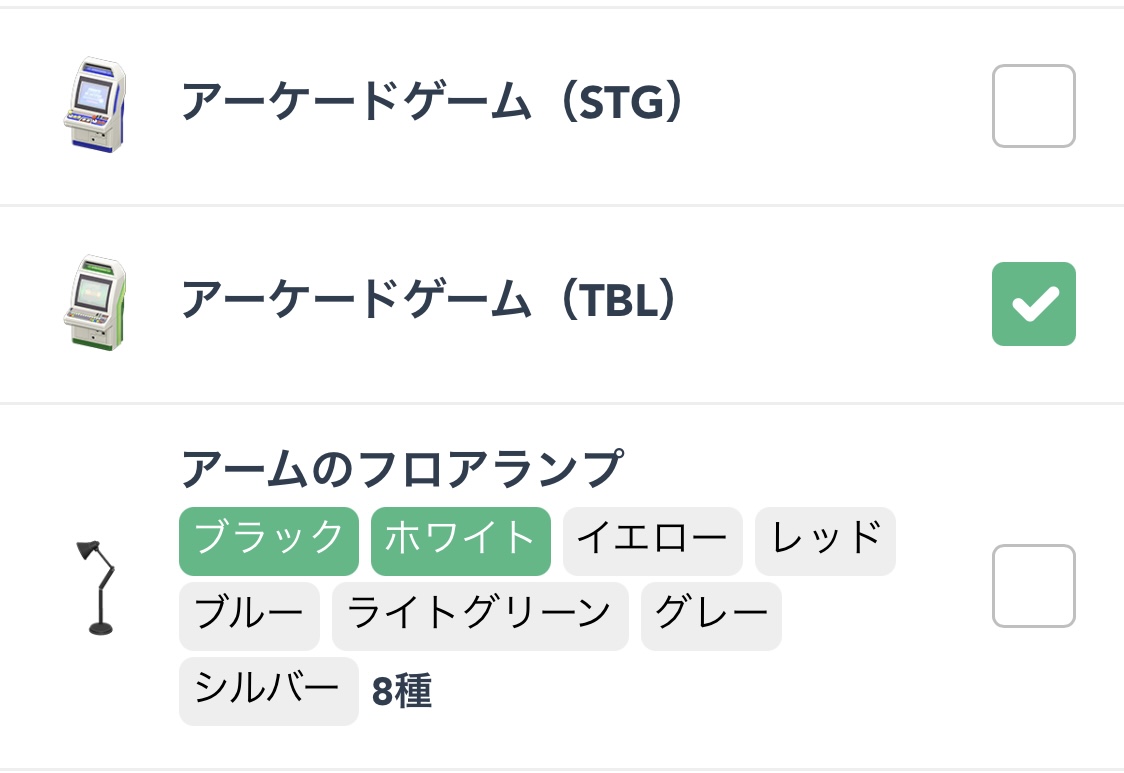 アーケードゲーム（STG）
アーケードゲーム（TBL）
アームのフロアランプ
ブラック ホワイト イエロー レッド
ブルー ライトグリーン グレー
シルバー 8種